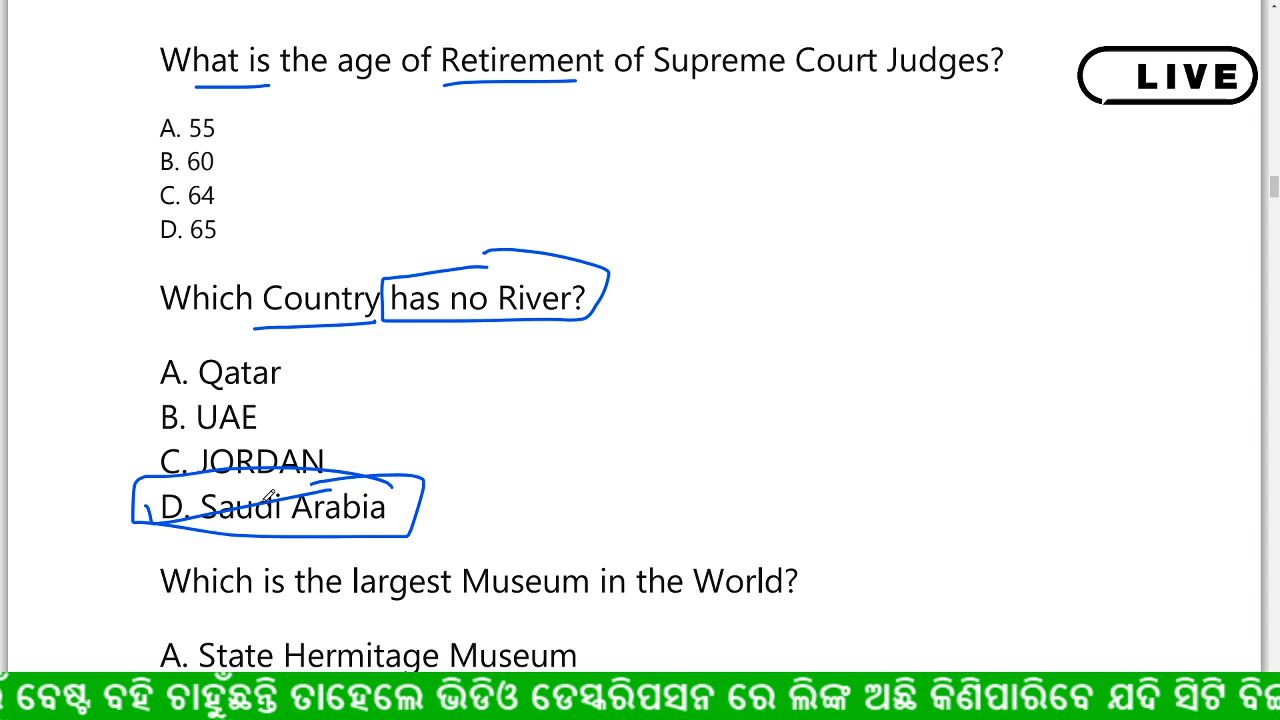 What is the age of Retirement of Supreme Court Judges?
LIVE
A. 55
B. 60
C. 64
D. 65
Which Country has no River?
A. Qatar
B. UAE
C. JORDAN
D. Saudi Arabia
Which is the largest Museum in the World?
A. State Hermitage Museum
ବେଷ୍ଟ ବହି ଚାହୁଁଛନ୍ତି ତାହେଲେ ଭିଡିଓ ଡେସ୍କରିପସନ ରେ ଲିଙ୍କ ଅଛି କିଣିପାରିବେ ଯଦି ସିଟି